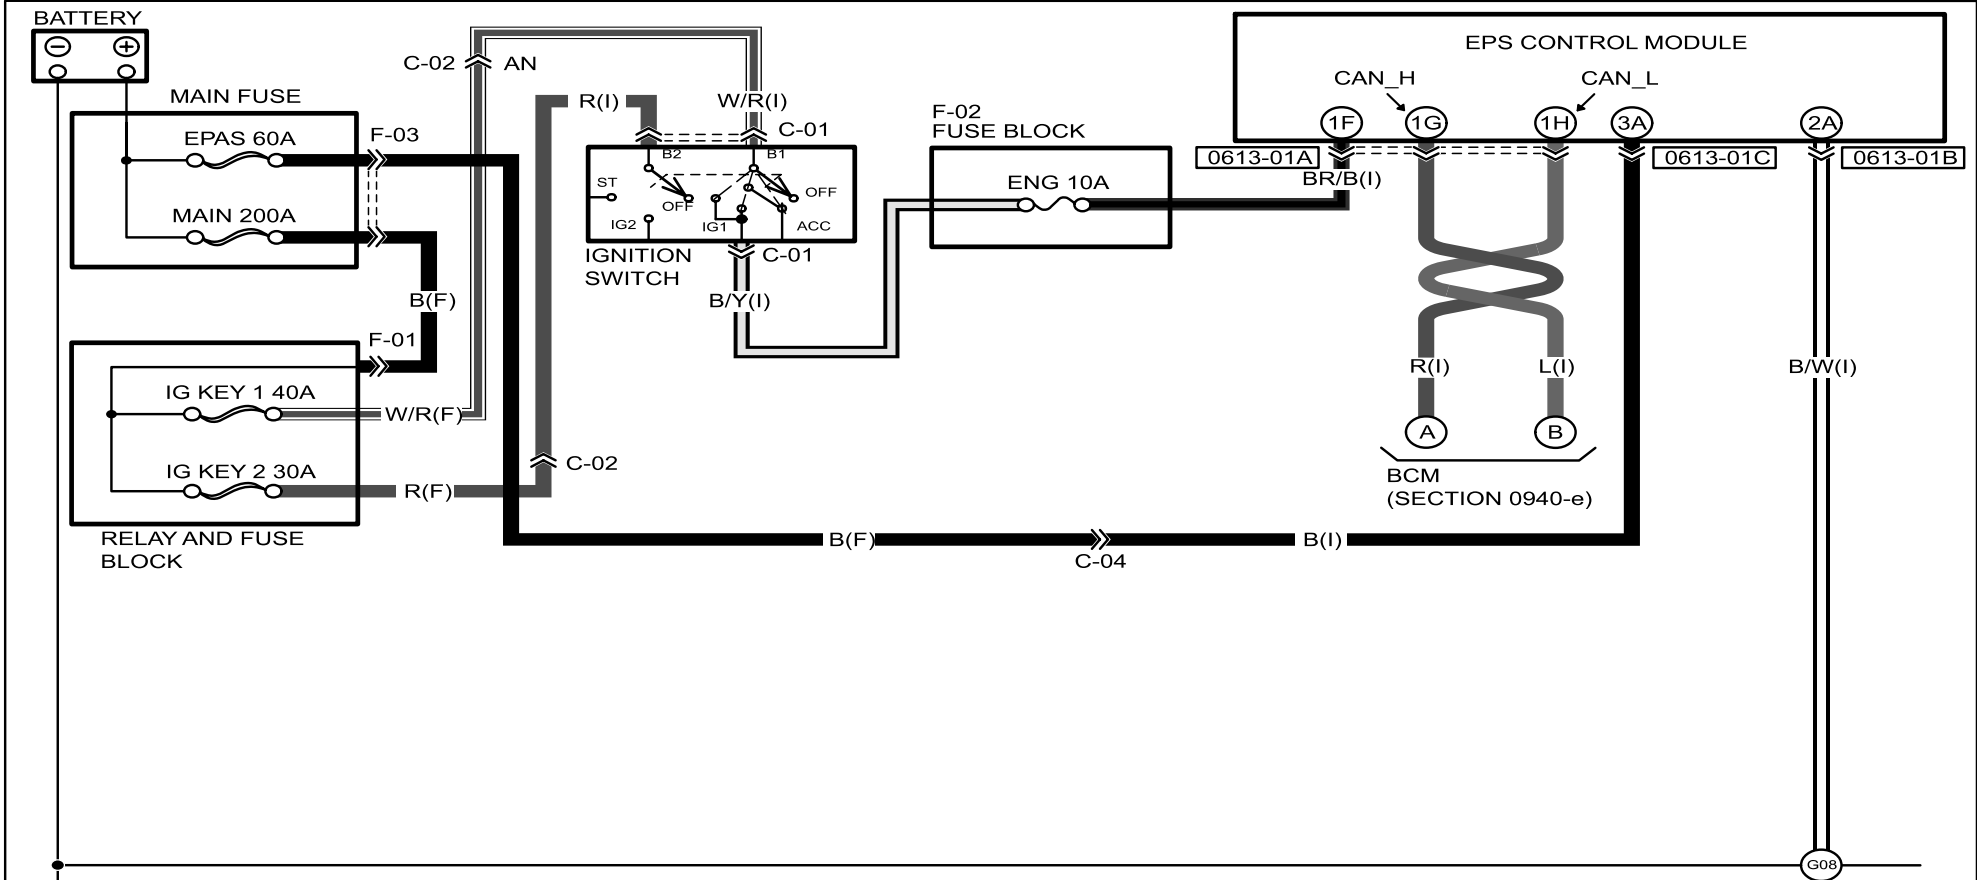 BATTERY
−
+
MAIN FUSE
EPAS 60A
MAIN 200A
F-03
B(F)
F-01
IG KEY 1 40A
W/R(F)
IG KEY 2 30A
R(F)
RELAY AND FUSE
BLOCK
C-02
AN
R(I)
W/R(I)
C-01
B2
B1
ST
OFF
OFF
IG2
IG1
ACC
IGNITION
SWITCH
C-01
B/Y(I)
C-02
F-02
FUSE BLOCK
ENG 10A
EPS CONTROL MODULE
CAN_H
CAN_L
1F
1G
1H
3A
2A
0613-01A
0613-01C
0613-01B
BR/B(I)
R(I)
L(I)
B/W(I)
A
B
BCM
(SECTION 0940-e)
B(F)
B(I)
C-04
G08